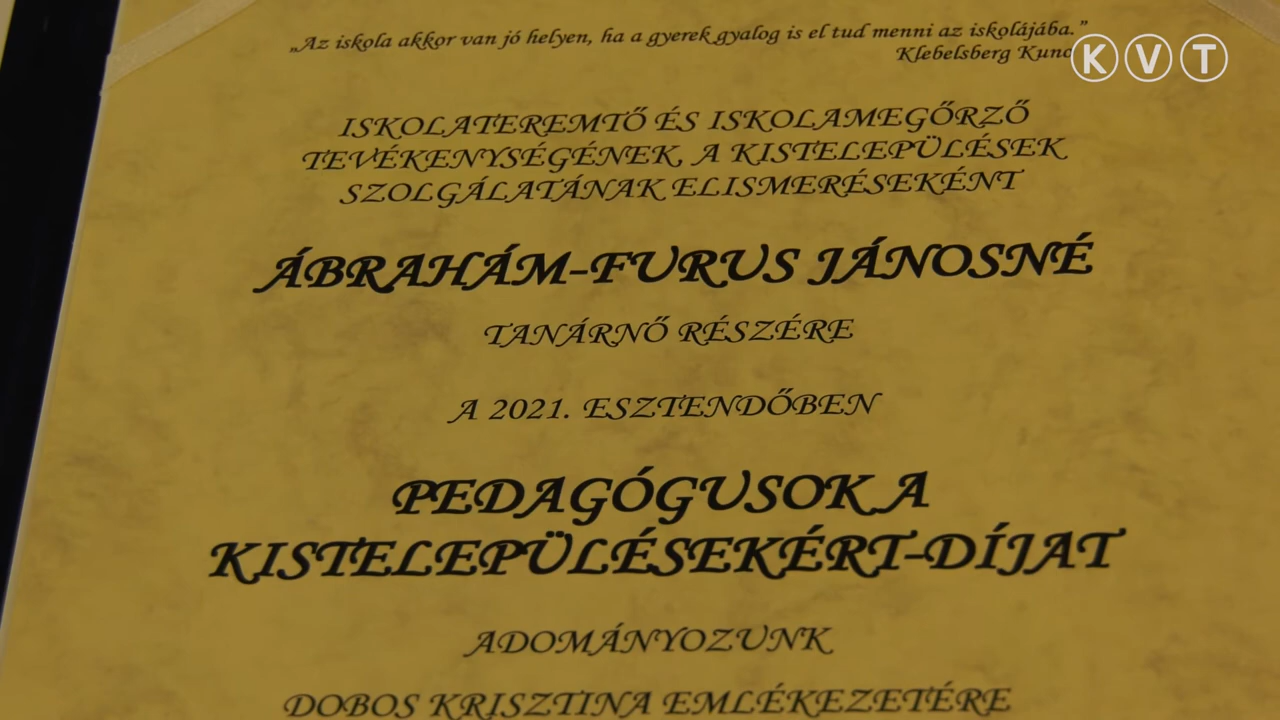 „Az iskola akkor van jó helyen, ha a gyerek gyalog is el tud menni az iskolájába.”
Klebelsberg Kuno
KVT
ISKOLATEREMTŐ ÉS ISKOLAMEGŐRZŐ
TEVÉKENYSÉGÉNEK, A KISTELEPÜLÉSEK
SZOLGÁLATÁNAK ELISMERÉSEKÉNT
ÁBRAHÁM-FURUS JÁNOSNÉ
TANÁRNŐ RÉSZÉRE
A 2021. ESZTENDŐBEN
PEDAGÓGUSOK A
KISTELEPÜLÉSEKÉRT-DÍJAT
ADOMÁNYOZUNK
DOBOS KRISZTINA EMLÉKEZETÉRE